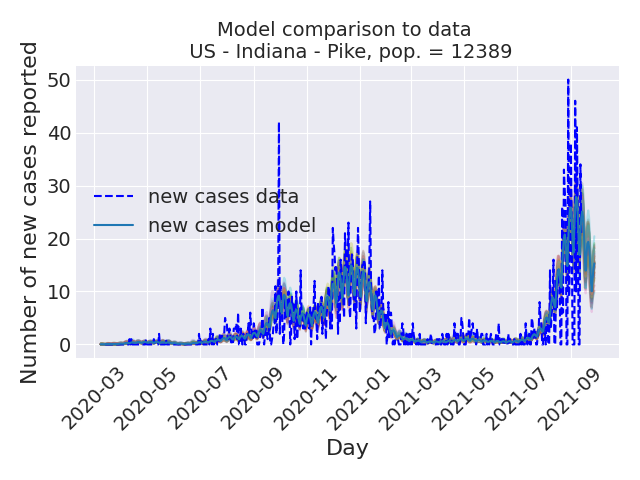 Model comparison to data
US - Indiana - Pike, pop. = 12389
Number of new cases reported
50
40
30
20
10
0
new cases data
new cases model
2020-03
2020-05
2020-07
2020-09
2020-11
2021-01
2021-03
2021-05
2021-07
2021-09
Day